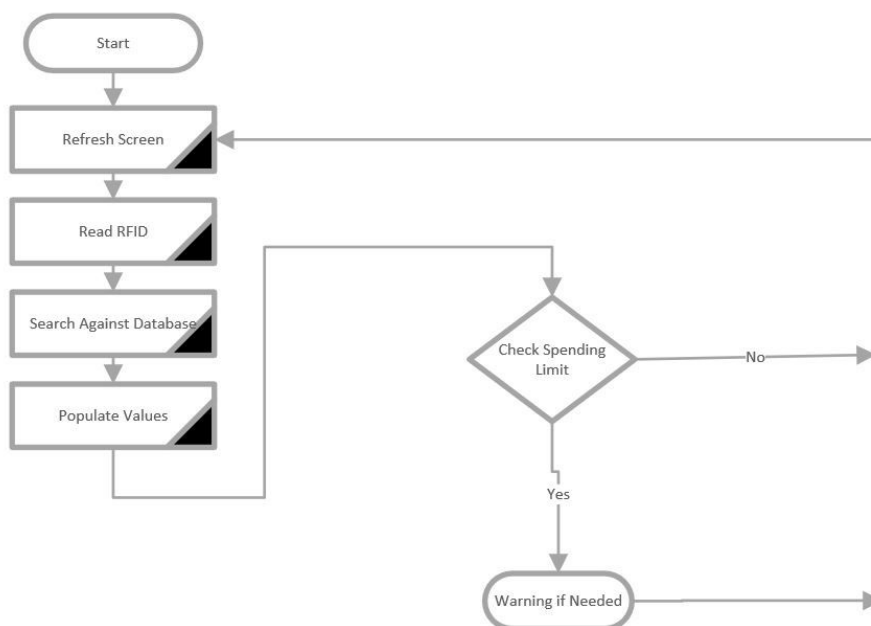 Start
Refresh Screen
Read RFID
Search Against Database
Populate Values
Check Spending
Limit
No
Yes
Warning if Needed